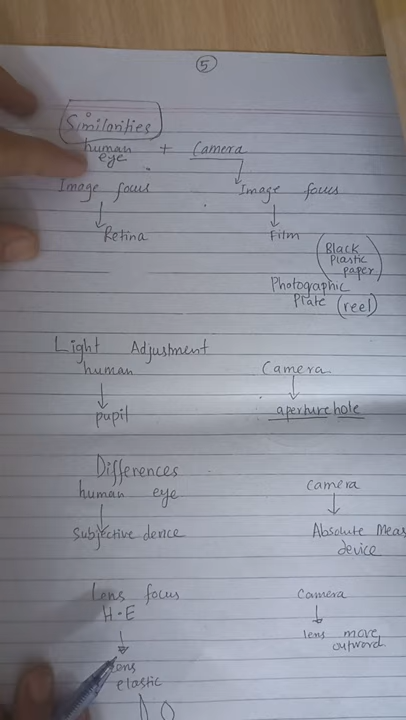 5
Similarities
human eye + Camera
Image focus Image focus
Retina Film (Black Plastic paper)
Photographic Plate (reel)
Light Adjustment
human Camera
pupil aperture hole
Differences
human eye Camera
Subjective device Absolute Meas
device
Lens focus Camera
H-E
lens move outward
lens
elastic